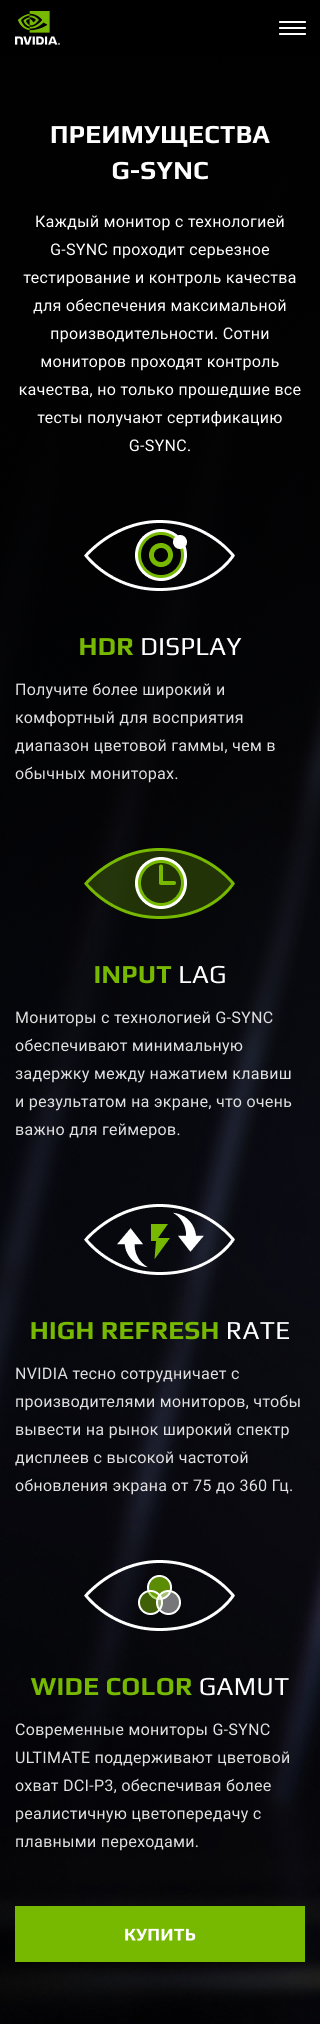 NVIDIA.
ПРЕИМУЩЕСТВА
G-SYNC
Каждый монитор с технологией
G-SYNC проходит серьезное
тестирование и контроль качества
для обеспечения максимальной
производительности. Сотни
мониторов проходят контроль
качества, но только прошедшие все
тесты получают сертификацию
G-SYNC.
HDR DISPLAY
Получите более широкий и
комфортный для восприятия
диапазон цветовой гаммы, чем в
обычных мониторах.
INPUT LAG
Мониторы с технологией G-SYNC
обеспечивают минимальную
задержку между нажатием клавиш
и результатом на экране, что очень
важно для геймеров.
HIGH REFRESH RATE
NVIDIA тесно сотрудничает с
производителями мониторов, чтобы
вывести на рынок широкий спектр
дисплеев с высокой частотой
обновления экрана от 75 до 360 Гц.
WIDE COLOR GAMUT
Современные мониторы G-SYNC
ULTIMATE поддерживают цветовой
охват DCI-P3, обеспечивая более
реалистичную цветопередачу с
плавными переходами.
КУПИТЬ